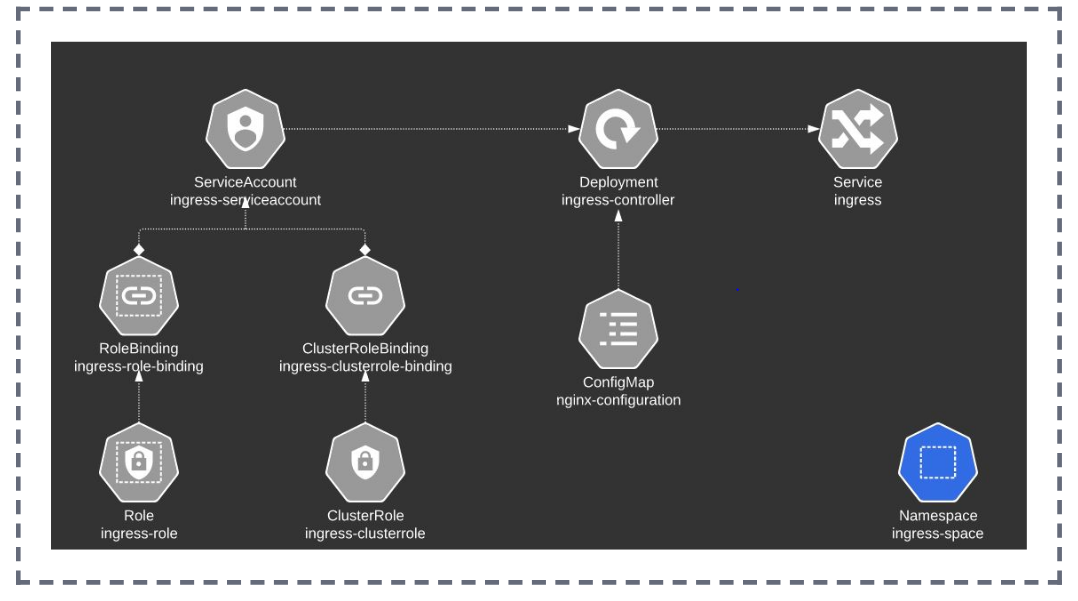 ServiceAccount
ingress-serviceaccount
Deployment
ingress-controller
Service
ingress
RoleBinding
ingress-role-binding
ClusterRoleBinding
ingress-clusterrole-binding
ConfigMap
nginx-configuration
Role
ingress-role
ClusterRole
ingress-clusterrole
Namespace
ingress-space